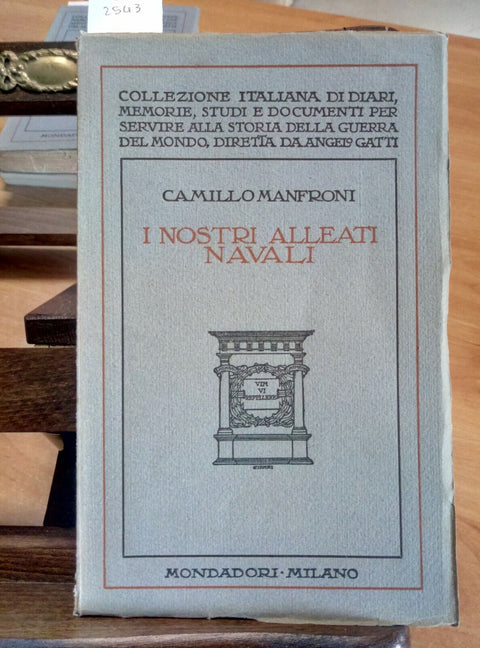 2543
COLLEZIONE ITALIANA DI DIARI,
MEMORIE, STUDI E DOCUMENTI PER
SERVIRE ALLA STORIA DELLA GUERRA
DEL MONDO, DIRETTA DA ANGELO GATTI
CAMILLO MANFRONI
I NOSTRI ALLEATI
NAVALI
VIM
VI
REPELLERE
MONDADORI · MILANO